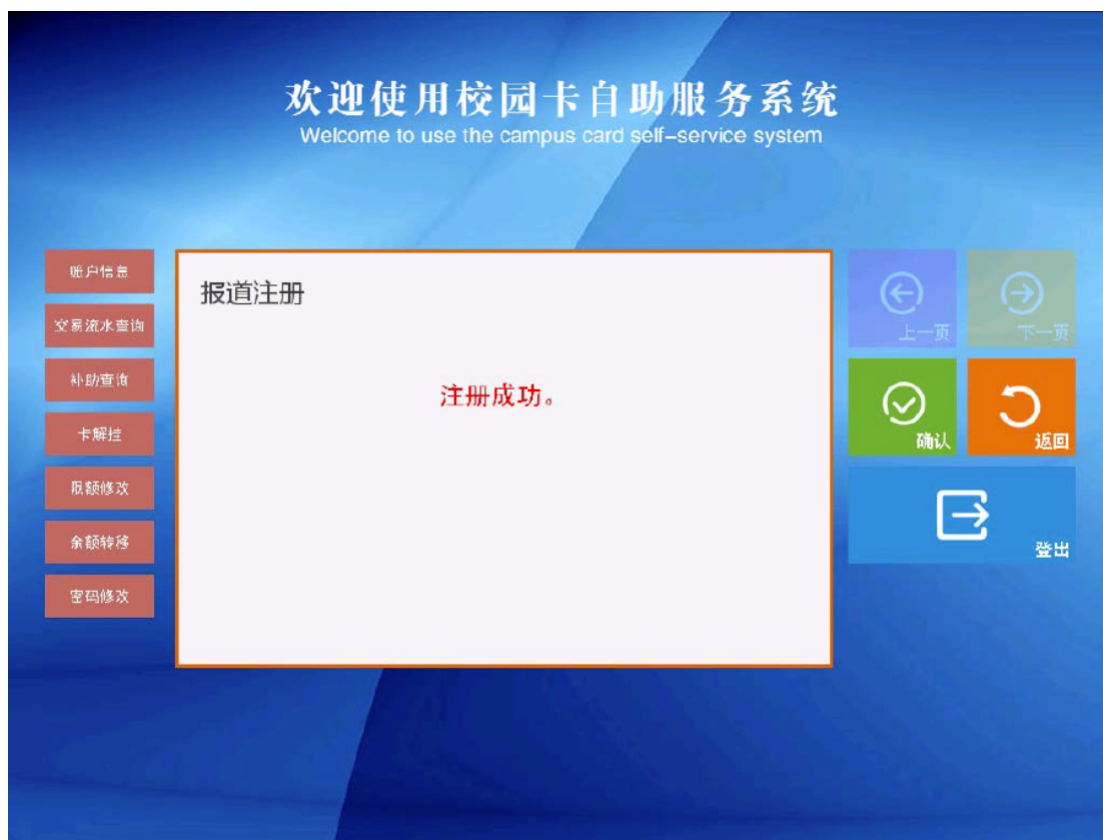 欢迎使用校园卡自助服务系统
Welcome to use the campus card self-service system
账户信息
交易流水查询
补助查询
卡解挂
限额修改
余额转移
密码修改
报道注册
注册成功。
上一页
下一页
确认
返回
登出